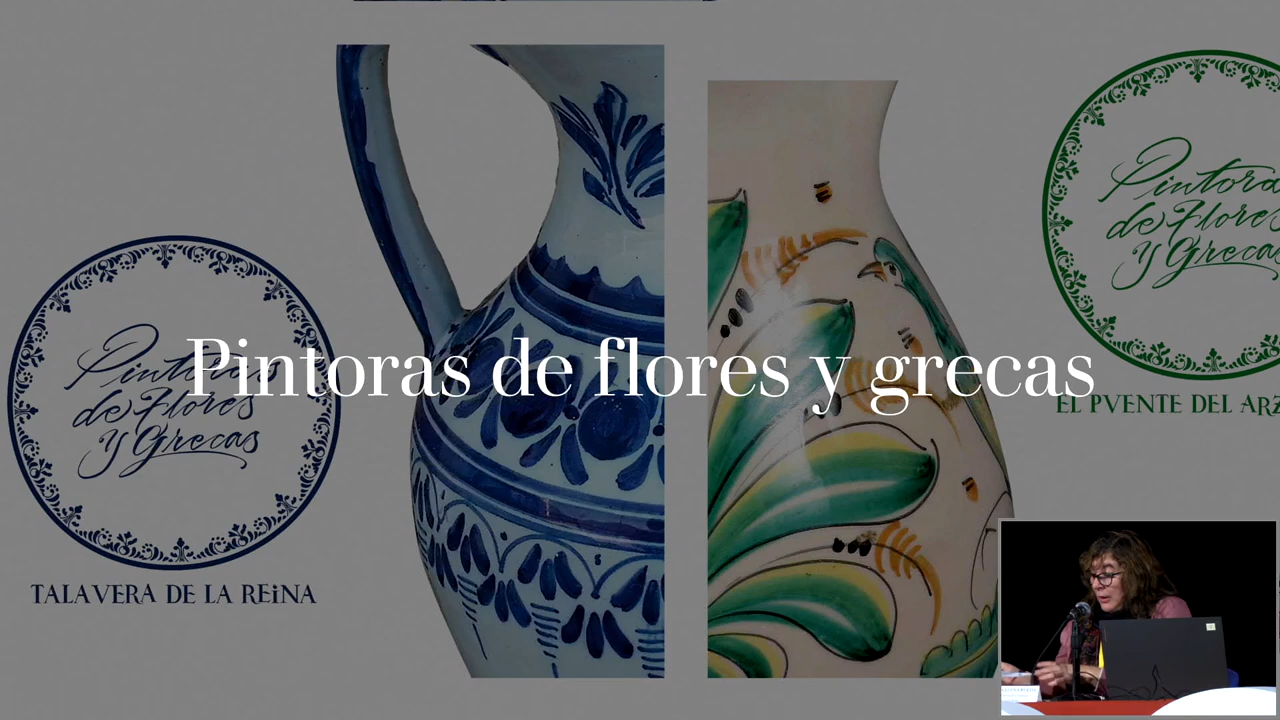 Pintoras de flores y grecas
Pintoras
de Flores
y Grecas
TALAVERA DE LA REiNA
Pintora
de Flores
y Grecas
EL PVENTE DEL ARZ